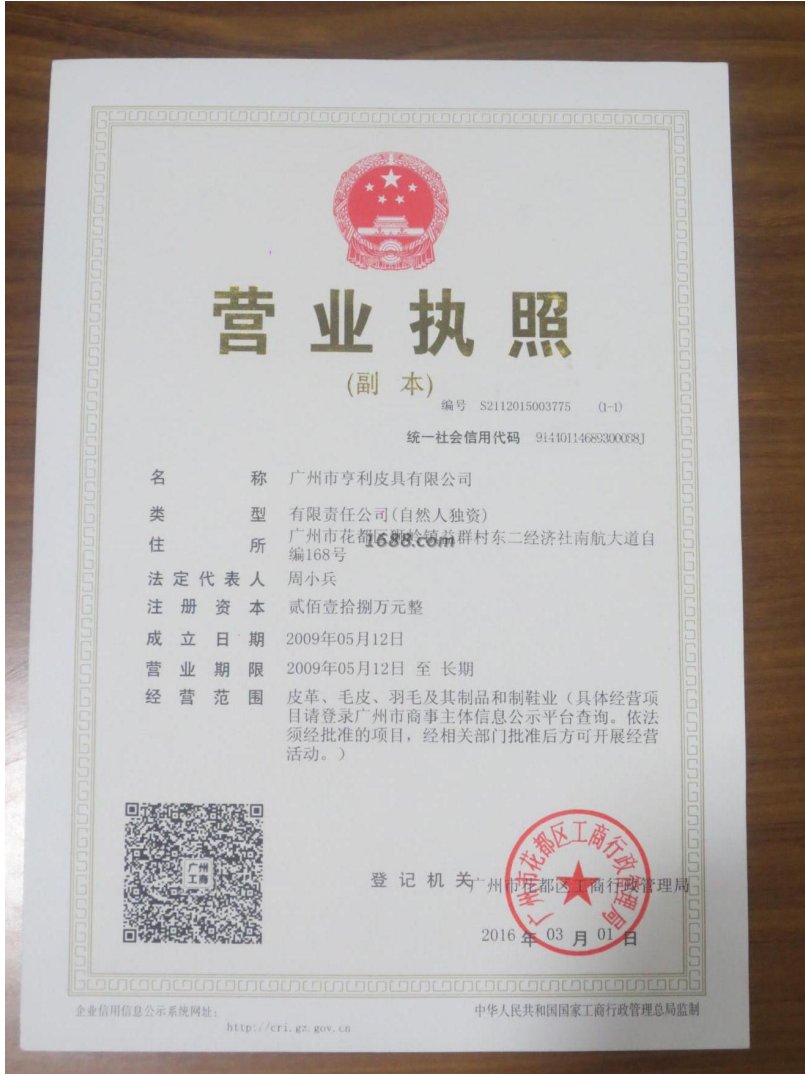 营业执照
(副 本)
编号 S2112015003775 (1-1)
统一社会信用代码 91440114689300088J
名 称 广州市亨利皮具有限公司
类 型 有限责任公司(自然人独资)
住 所 广州市花都区狮岭镇益群村东二经济社南航大道自
编168号
1688.com
法定代表人 周小兵
注册资本 贰佰壹拾捌万元整
成立日期 2009年05月12日
营业期限 2009年05月12日 至 长期
经营范围 皮革、毛皮、羽毛及其制品和制鞋业（具体经营项
目请登录广州市商事主体信息公示平台查询。依法
须经批准的项目，经相关部门批准后方可开展经营
活动。）
广州
工商
登记机关 广州市花都区工商行政管理局
广州市花都区工商行政管理局
2016 年 03 月 01 日
企业信用信息公示系统网址：
http://cri.gz.gov.cn
中华人民共和国国家工商行政管理总局监制